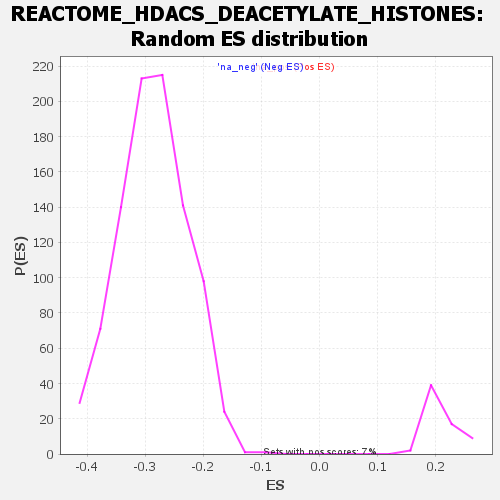 REACTOME_HDACS_DEACETYLATE_HISTONES:
Random ES distribution
'na_neg' (Neg ES)os ES)
220
200
180
160
140
120
100
80
60
40
20
0
P(ES)
Sets with pos scores: 7%
-0.4 -0.3 -0.2 -0.1 0.0 0.1 0.2
ES